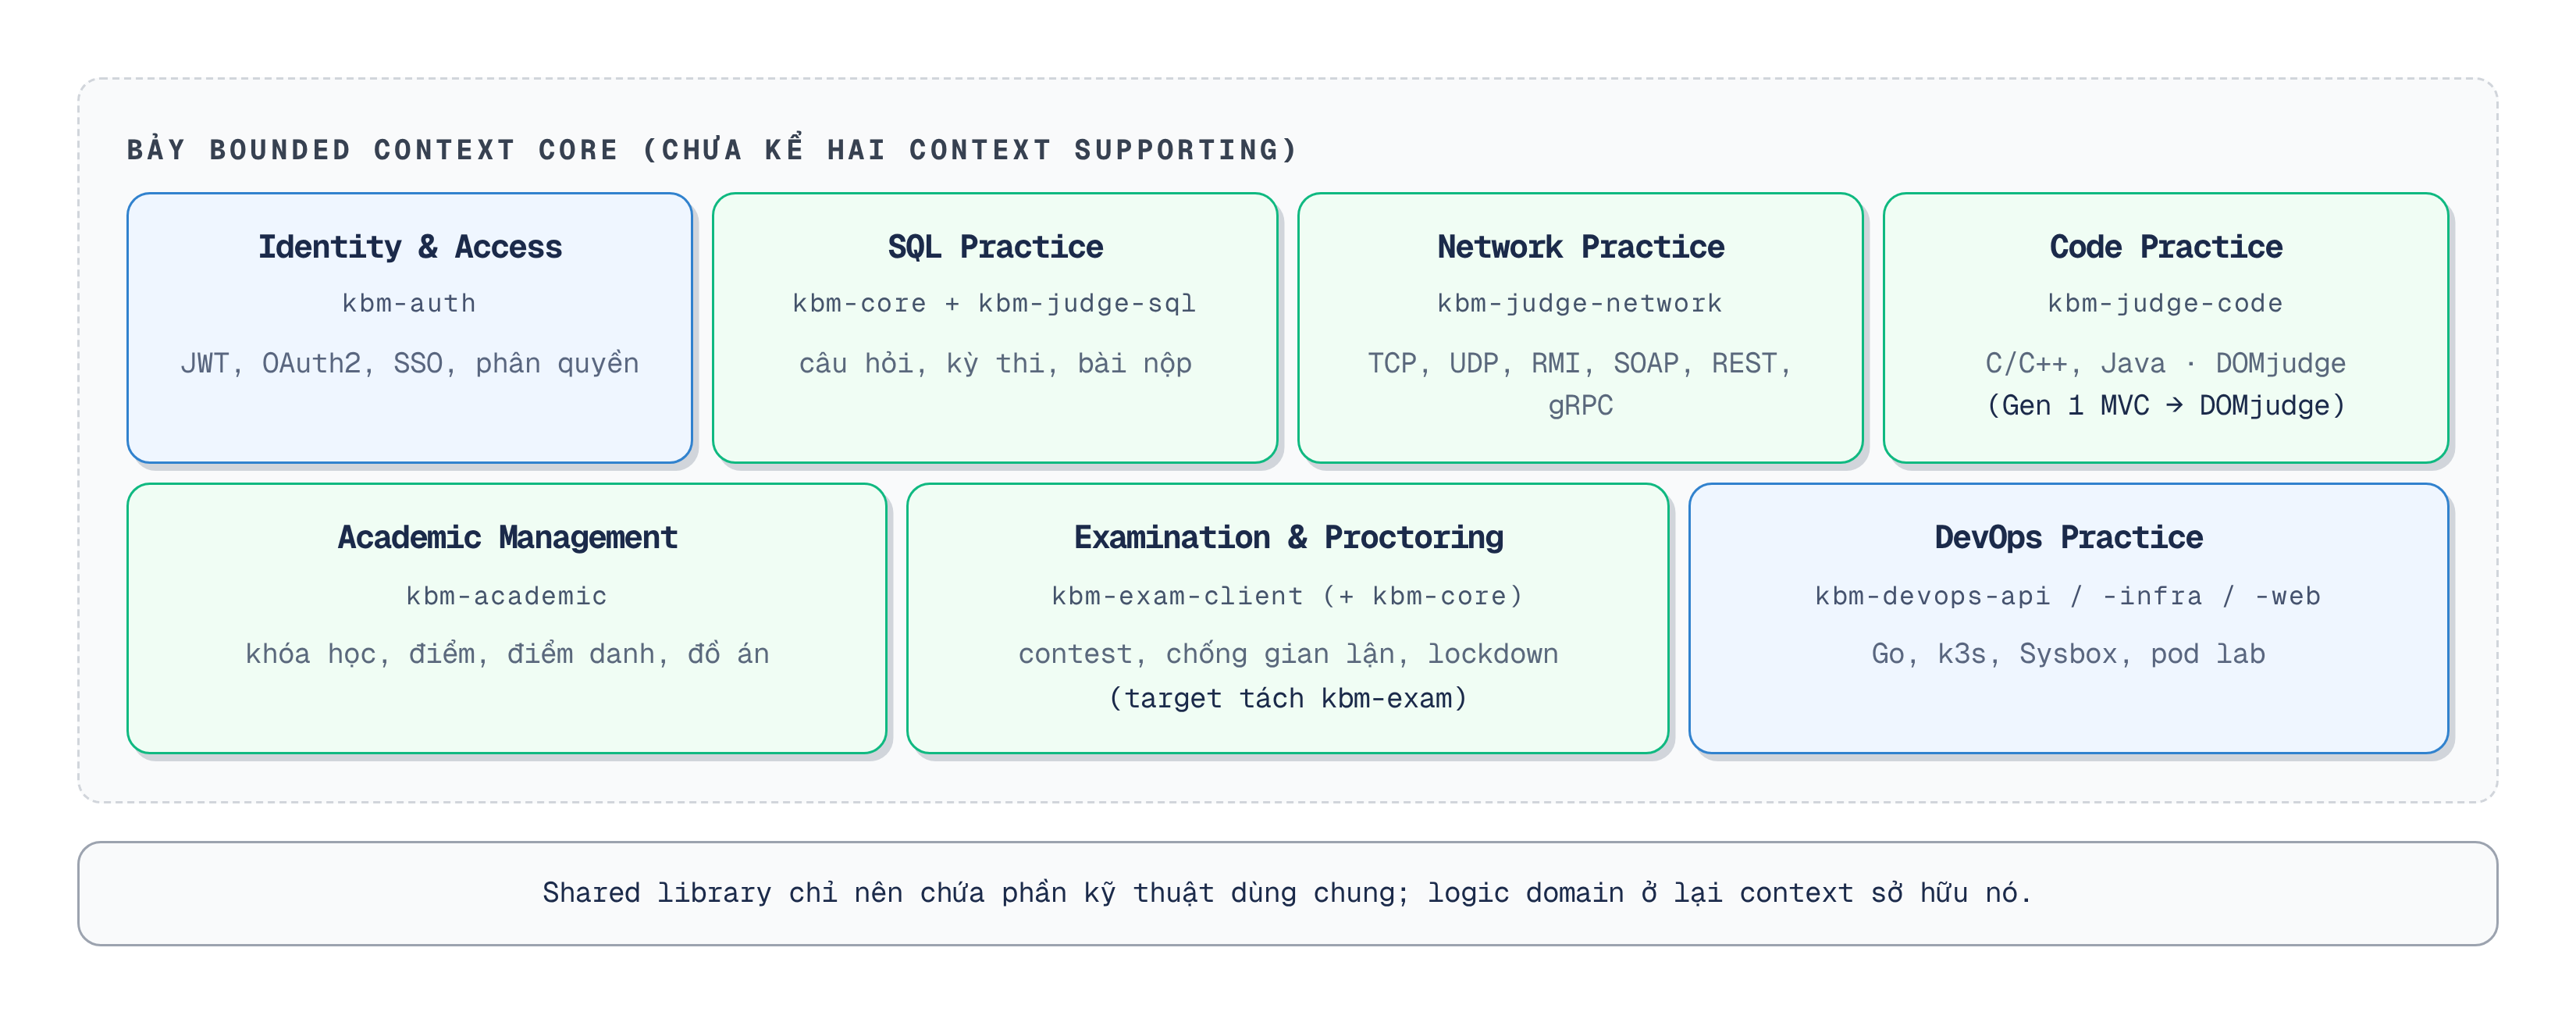 BẢY BOUNDED CONTEXT CORE (CHƯA KỂ HAI CONTEXT SUPPORTING)
Identity & Access
kbm-auth
JWT, OAuth2, SSO, phân quyền
SQL Practice
kbm-core + kbm-judge-sql
câu hỏi, kỳ thi, bài nộp
Network Practice
kbm-judge-network
TCP, UDP, RMI, SOAP, REST,
gRPC
Code Practice
kbm-judge-code
C/C++, Java · DOMjudge
(Gen 1 MVC → DOMjudge)
Academic Management
kbm-academic
khóa học, điểm, điểm danh, đồ án
Examination & Proctoring
kbm-exam-client (+ kbm-core)
contest, chống gian lận, lockdown
(target tách kbm-exam)
DevOps Practice
kbm-devops-api / -infra / -web
Go, k3s, Sysbox, pod lab
Shared library chỉ nên chứa phần kỹ thuật dùng chung; logic domain ở lại context sở hữu nó.